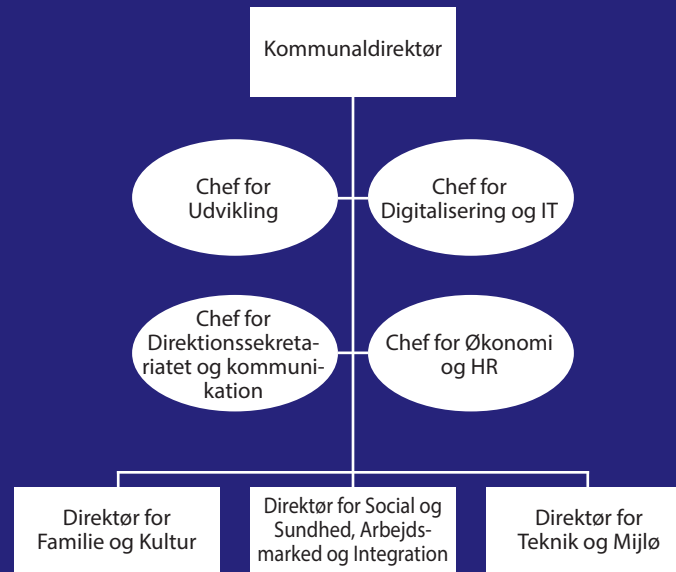 Kommunaldirektør
Chef for
Udvikling
Chef for
Digitalisering og IT
Chef for
Direktionssekreta-
riatet og kommuni-
kation
Chef for Økonomi
og HR
Direktør for
Familie og Kultur
Direktør for Social og
Sundhed, Arbejds-
marked og Integration
Direktør for
Teknik og Mijlø